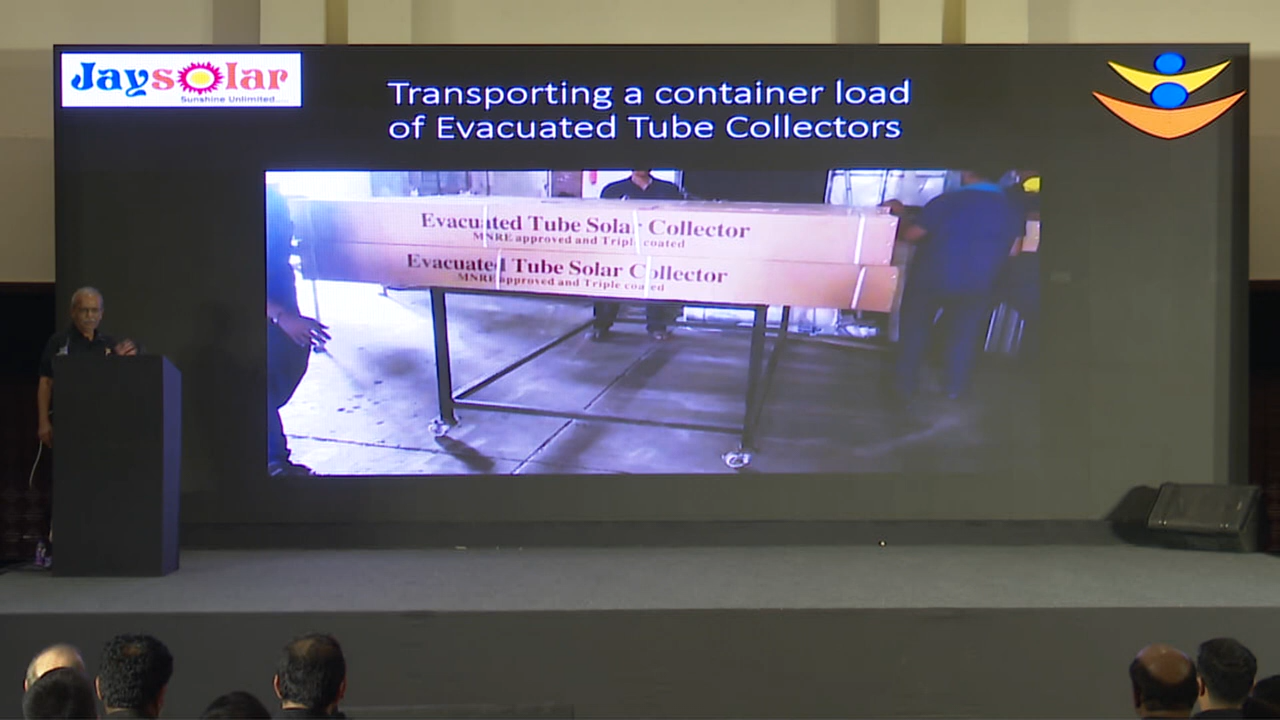 Jaysolar
Sunshine Unlimited.....
Transporting a container load
of Evacuated Tube Collectors
Evacuated Tube Solar Collector
MNRE approved and Triple coated
Evacuated Tube Solar Collector
MNRE approved and Triple coated